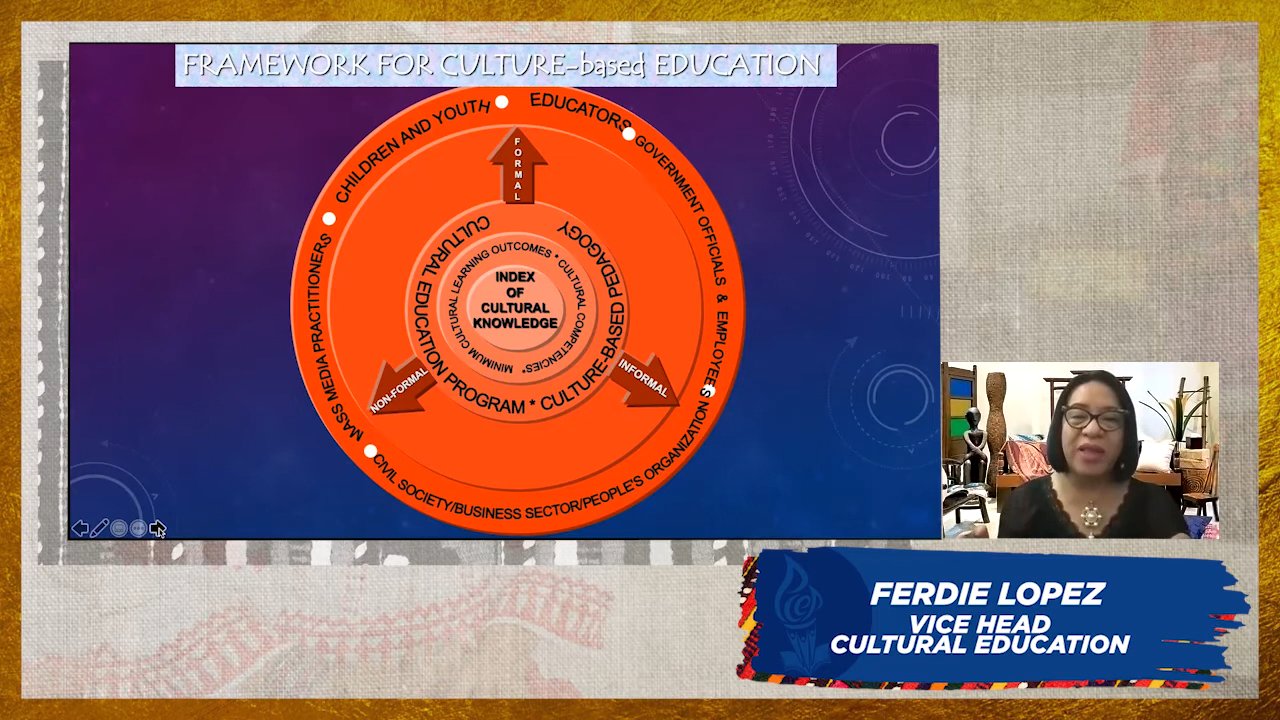 FRAMEWORK FOR CULTURE-based EDUCATION
CHILDREN AND YOUTH
EDUCATORS
GOVERNMENT OFFICIALS & EMPLOYEES
CIVIL SOCIETY/BUSINESS SECTOR/PEOPLE'S ORGANIZATION
MASS MEDIA PRACTITIONERS
FORMAL
NON-FORMAL
INFORMAL
CULTURAL EDUCATION PROGRAM * CULTURE-BASED PEDAGOGY
MINIMUM CULTURAL LEARNING OUTCOMES * CULTURAL COMPETENCIES*
INDEX
OF
CULTURAL
KNOWLEDGE
FERDIE LOPEZ
VICE HEAD
CULTURAL EDUCATION